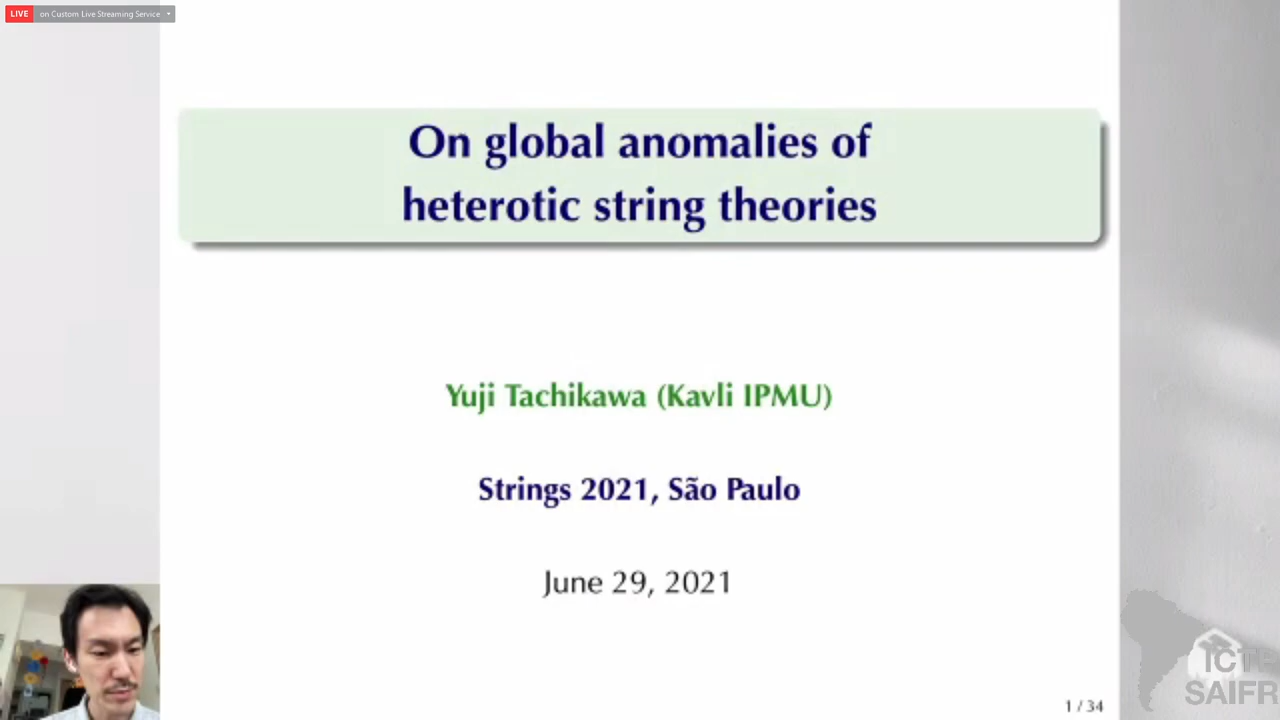 LIVE on Custom Live Streaming Service
On global anomalies of
heterotic string theories
Yuji Tachikawa (Kavli IPMU)
Strings 2021, São Paulo
June 29, 2021
1 / 34
ICTP
SAIFR